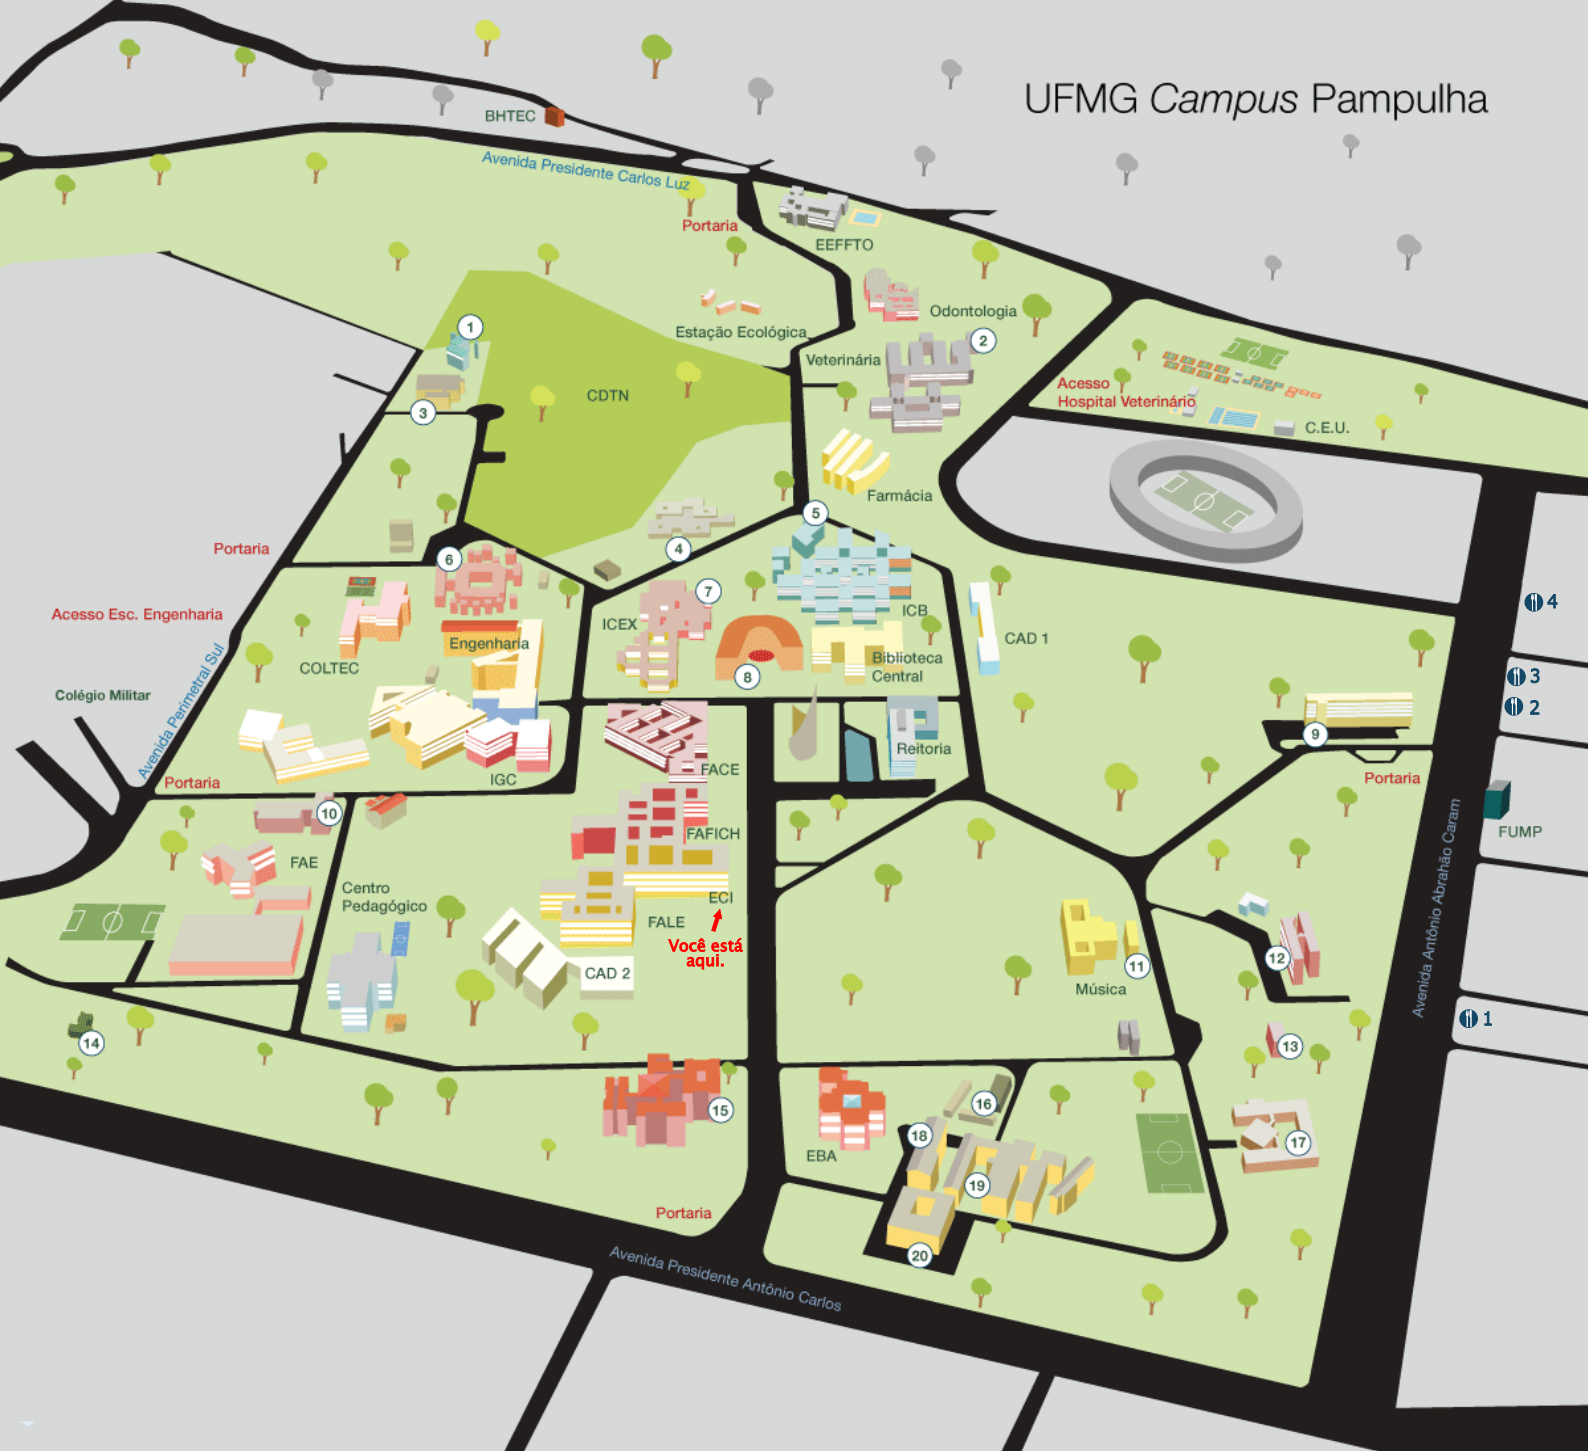 UFMG Campus Pampulha
BHTEC
Avenida Presidente Carlos Luz
Portaria
EEFFTO
Estação Ecológica
Odontologia
1
2
Veterinária
3
CDTN
Acesso
Hospital Veterinário
C.E.U.
Farmácia
5
4
Portaria
6
7
Acesso Esc. Engenharia
ICEX
ICB
CAD 1
4
Engenharia
COLTEC
8
Biblioteca
Central
3
2
Colégio Militar
Avenida Perimetral Sul
9
Reitoria
FACE
IGC
Portaria
Portaria
10
FAFICH
FUMP
FAE
Centro
Pedagógico
ECI
FALE
Você está
aqui.
CAD 2
11
12
Música
Avenida Antônio Abrahão Caram
1
14
13
15
16
18
EBA
17
19
Portaria
20
Avenida Presidente Antônio Carlos